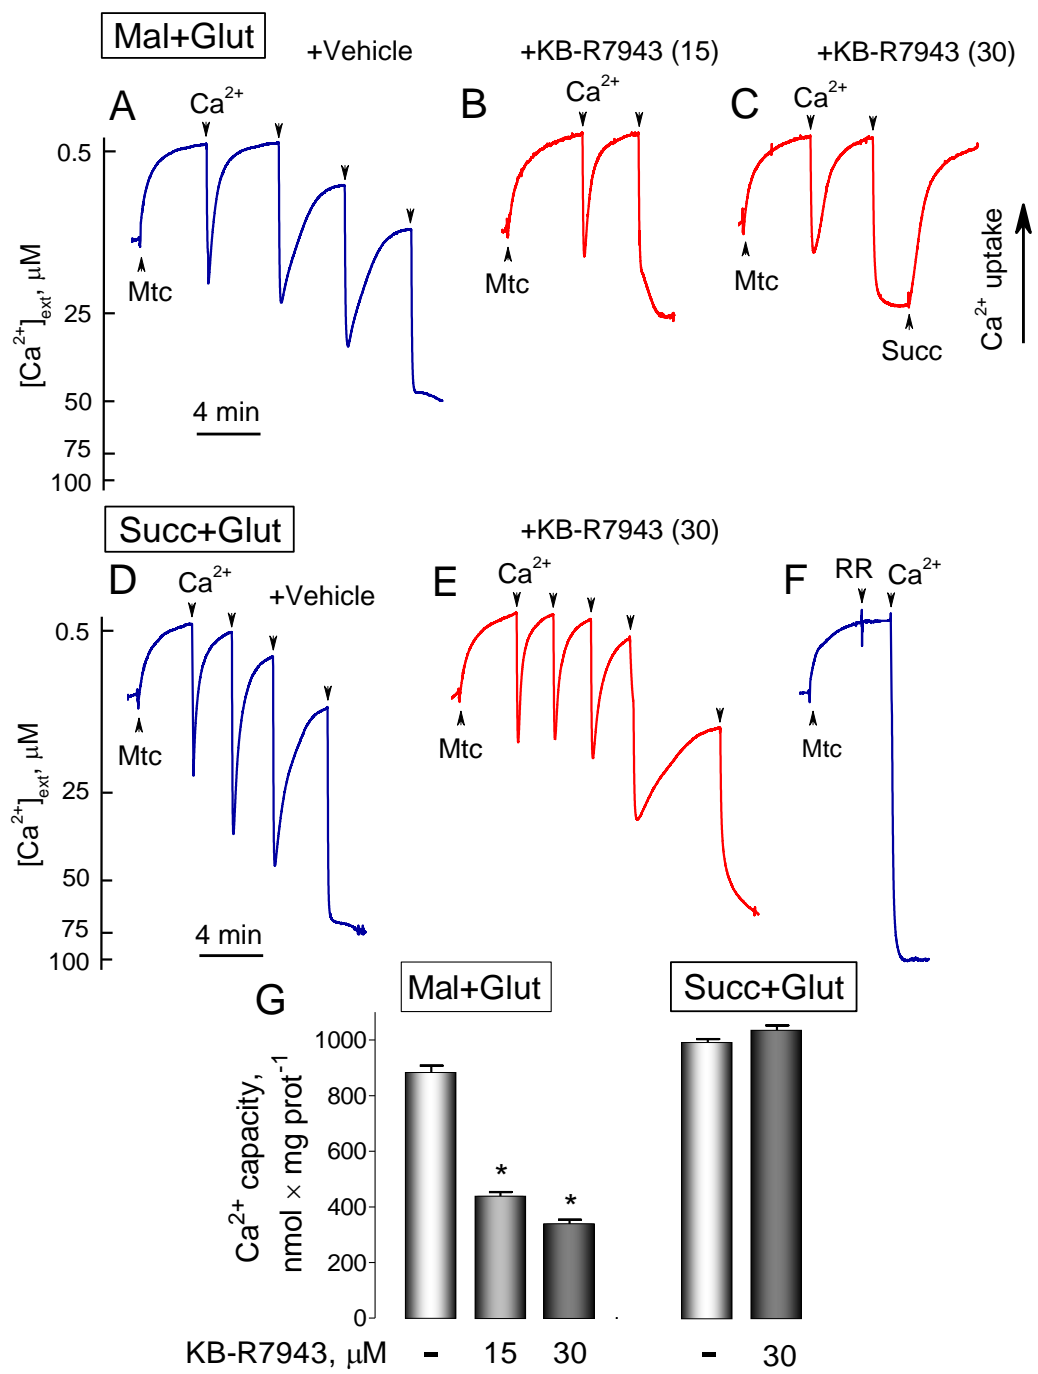 Mal+Glut
+Vehicle
+KB-R7943 (15)
+KB-R7943 (30)
A
Ca2+
B
Ca2+
C
Ca2+
0.5
25
50
75
100
[Ca2+]ext, μM
Mtc
4 min
Mtc
Mtc
Succ
Ca2+ uptake
Succ+Glut
+KB-R7943 (30)
D
Ca2+
+Vehicle
E
Ca2+
F
RR
Ca2+
0.5
25
50
75
100
[Ca2+]ext, μM
Mtc
4 min
Mtc
Mtc
G
Mal+Glut
Succ+Glut
Ca2+ capacity,
nmol × mg prot-1
1000
800
600
400
200
0
*
*
KB-R7943, μM - 15 30 - 30